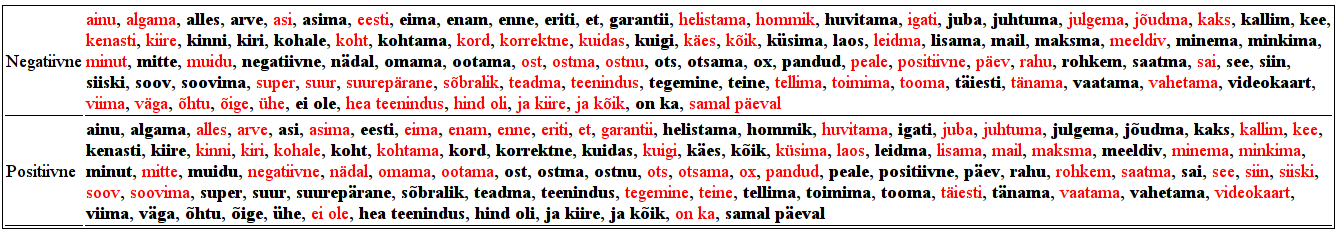 ainu, algama, alles, arve, asi, asima, eesti, eima, enam, enne, eriti, et, garantii, helistama, hommik, huvitama, igati, juba, juhtuma, julgema, jõudma, kaks, kallim, kee,
kenasti, kiire, kinni, kiri, kohale, koht, kohtama, kord, korrektne, kuidas, kuigi, käes, kõik, küsima, laos, leidma, lisama, mail, maksma, meeldiv, minema, minkima,
Negatiivne minut, mitte, muidu, negatiivne, nädal, omama, ootama, ost, ostma, ostnu, ots, otsama, ox, pandud, peale, positiivne, päev, rahu, rohkem, saatma, sai, see, siin,
siiski, soov, soovima, super, suur, suurepärane, sõbralik, teadma, teenindus, tegemine, teine, tellima, toimima, tooma, täiesti, tänama, vaatama, vahetama, videokaart,
viima, väga, õhtu, õige, ühe, ei ole, hea teenindus, hind oli, ja kiire, ja kõik, on ka, samal päeval
ainu, algama, alles, arve, asi, asima, eesti, eima, enam, enne, eriti, et, garantii, helistama, hommik, huvitama, igati, juba, juhtuma, julgema, jõudma, kaks, kallim, kee,
kenasti, kiire, kinni, kiri, kohale, koht, kohtama, kord, korrektne, kuidas, kuigi, käes, kõik, küsima, laos, leidma, lisama, mail, maksma, meeldiv, minema, minkima,
Positiivne minut, mitte, muidu, negatiivne, nädal, omama, ootama, ost, ostma, ostnu, ots, otsama, ox, pandud, peale, positiivne, päev, rahu, rohkem, saatma, sai, see, siin, siiski,
soov, soovima, super, suur, suurepärane, sõbralik, teadma, teenindus, tegemine, teine, tellima, toimima, tooma, täiesti, tänama, vaatama, vahetama, videokaart,
viima, väga, õhtu, õige, ühe, ei ole, hea teenindus, hind oli, ja kiire, ja kõik, on ka, samal päeval